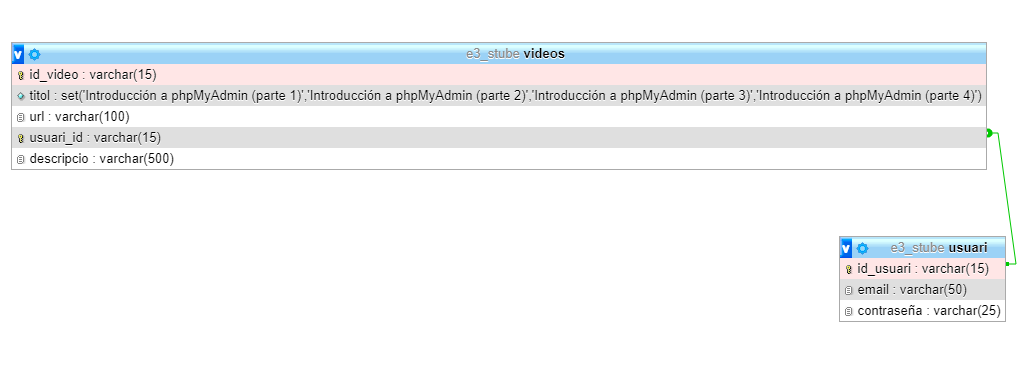 v e3_stube videos
id_video : varchar(15)
titol : set('Introducción a phpMyAdmin (parte 1)','Introducción a phpMyAdmin (parte 2)','Introducción a phpMyAdmin (parte 3)','Introducción a phpMyAdmin (parte 4)')
url : varchar(100)
usuari_id : varchar(15)
descripcio : varchar(500)
v e3_stube usuari
id_usuari : varchar(15)
email : varchar(50)
contraseña : varchar(25)